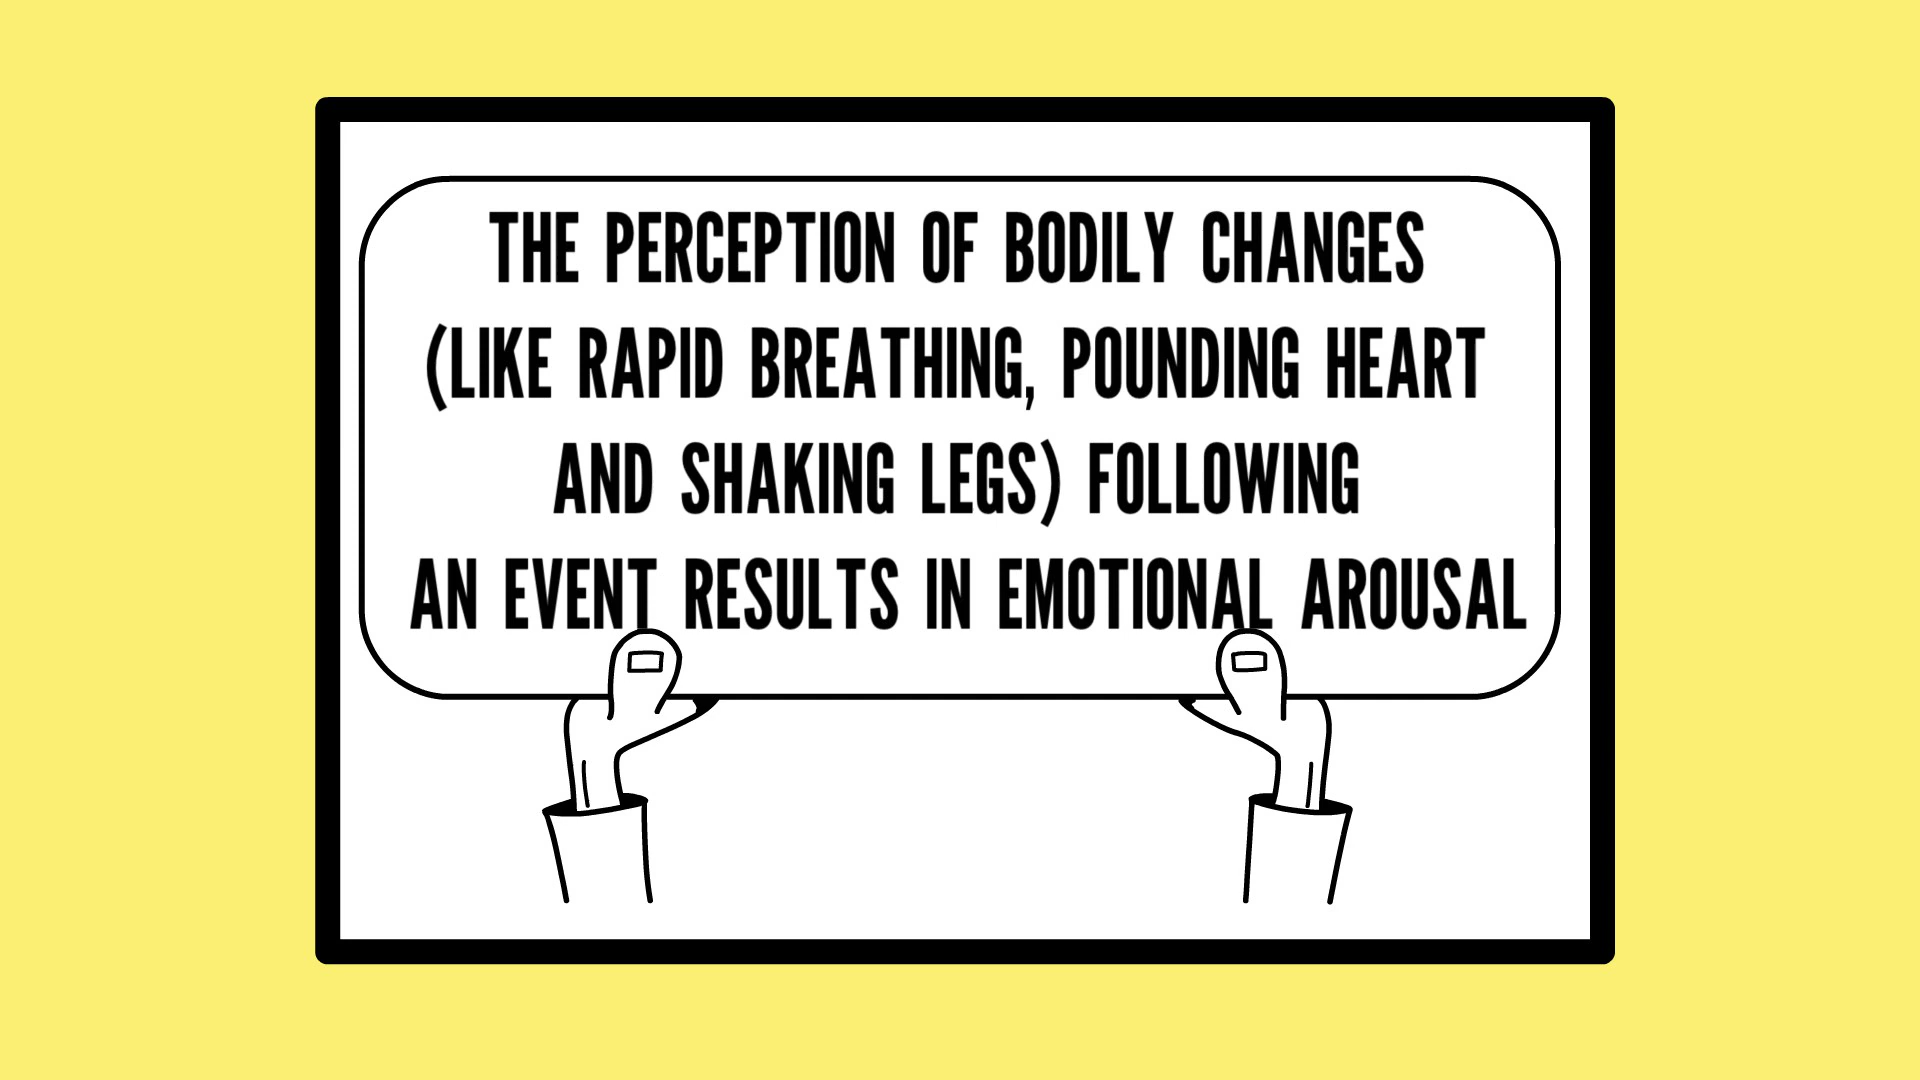 THE PERCEPTION OF BODILY CHANGES
(LIKE RAPID BREATHING, POUNDING HEART
AND SHAKING LEGS) FOLLOWING
AN EVENT RESULTS IN EMOTIONAL AROUSAL